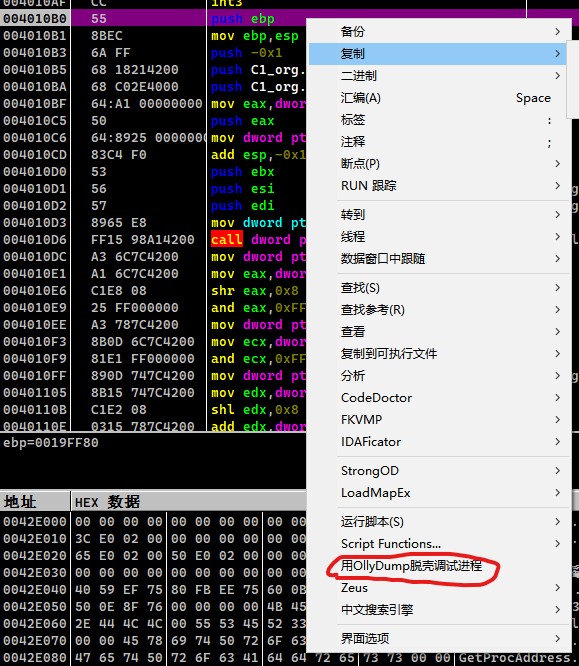 004010AF CC int3
004010B0 55 push ebp
004010B1 8BEC mov ebp,esp
004010B3 6A FF push -0x1
004010B5 68 18214200 push C1_org.
004010BA 68 C02E4000 push C1_org.
004010BF 64:A1 00000000 mov eax,dwor
004010C5 50 push eax
004010C6 64:8925 0000000 mov dword pt
004010CD 83C4 F0 add esp,-0x1
004010D0 53 push ebx
004010D1 56 push esi
004010D2 57 push edi
004010D3 8965 E8 mov dword pt
004010D6 FF15 98A14200 call dword p
004010DC A3 6C7C4200 mov dword pt
004010E1 A1 6C7C4200 mov eax,dwor
004010E6 C1E8 08 shr eax,0x8
004010E9 25 FF000000 and eax,0xFF
004010EE A3 787C4200 mov dword pt
004010F3 8B0D 6C7C4200 mov ecx,dwor
004010F9 81E1 FF000000 and ecx,0xFF
004010FF 890D 747C4200 mov dword pt
00401105 8B15 747C4200 mov edx,dwor
0040110B C1E2 08 shl edx,0x8
0040110E 0315 787C4200 add edx,dwor
ebp=0019FF80
备份
复制
二进制
汇编(A) Space
标签 :
注释 ;
断点(P)
RUN 跟踪
转到
线程
数据窗口中跟随
查找(S)
查找参考(R)
查看
复制到可执行文件
分析
CodeDoctor
FKVMP
IDAFicator
StrongOD
LoadMapEx
运行脚本(S)
Script Functions...
用OllyDump脱壳调试进程
Zeus
中文搜索引擎
界面选项
地址 HEX 数据
0042E000 00 00 00 00 00 00 00 00 00 00
0042E010 3C E0 02 00 00 00 00 00 00 00
0042E020 65 E0 02 00 50 E0 02 00 00 00
0042E030 00 00 00 00 00 00 00 00 00 00
0042E040 40 59 EF 75 80 FB EE 75 60 0B
0042E050 50 0E 8F 76 00 00 00 00 4B 45
0042E060 2E 44 4C 4C 00 55 53 45 52 33
0042E070 00 00 45 78 69 74 50 72 6F 63
0042E080 47 65 74 50 72 6F 63 41 64 64 72 65 73 73 00 00 GetProcAddress.